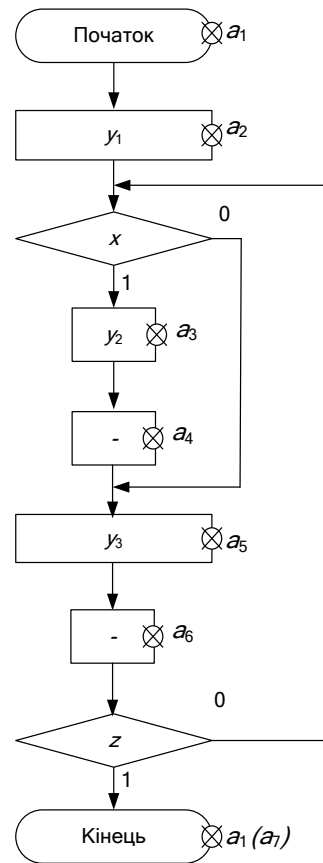 Початок a₁
y₁ a₂
0
x
1
y₂ a₃
- a₄
y₃ a₅
- a₆
0
z
1
Кінець a₁ (a₇)